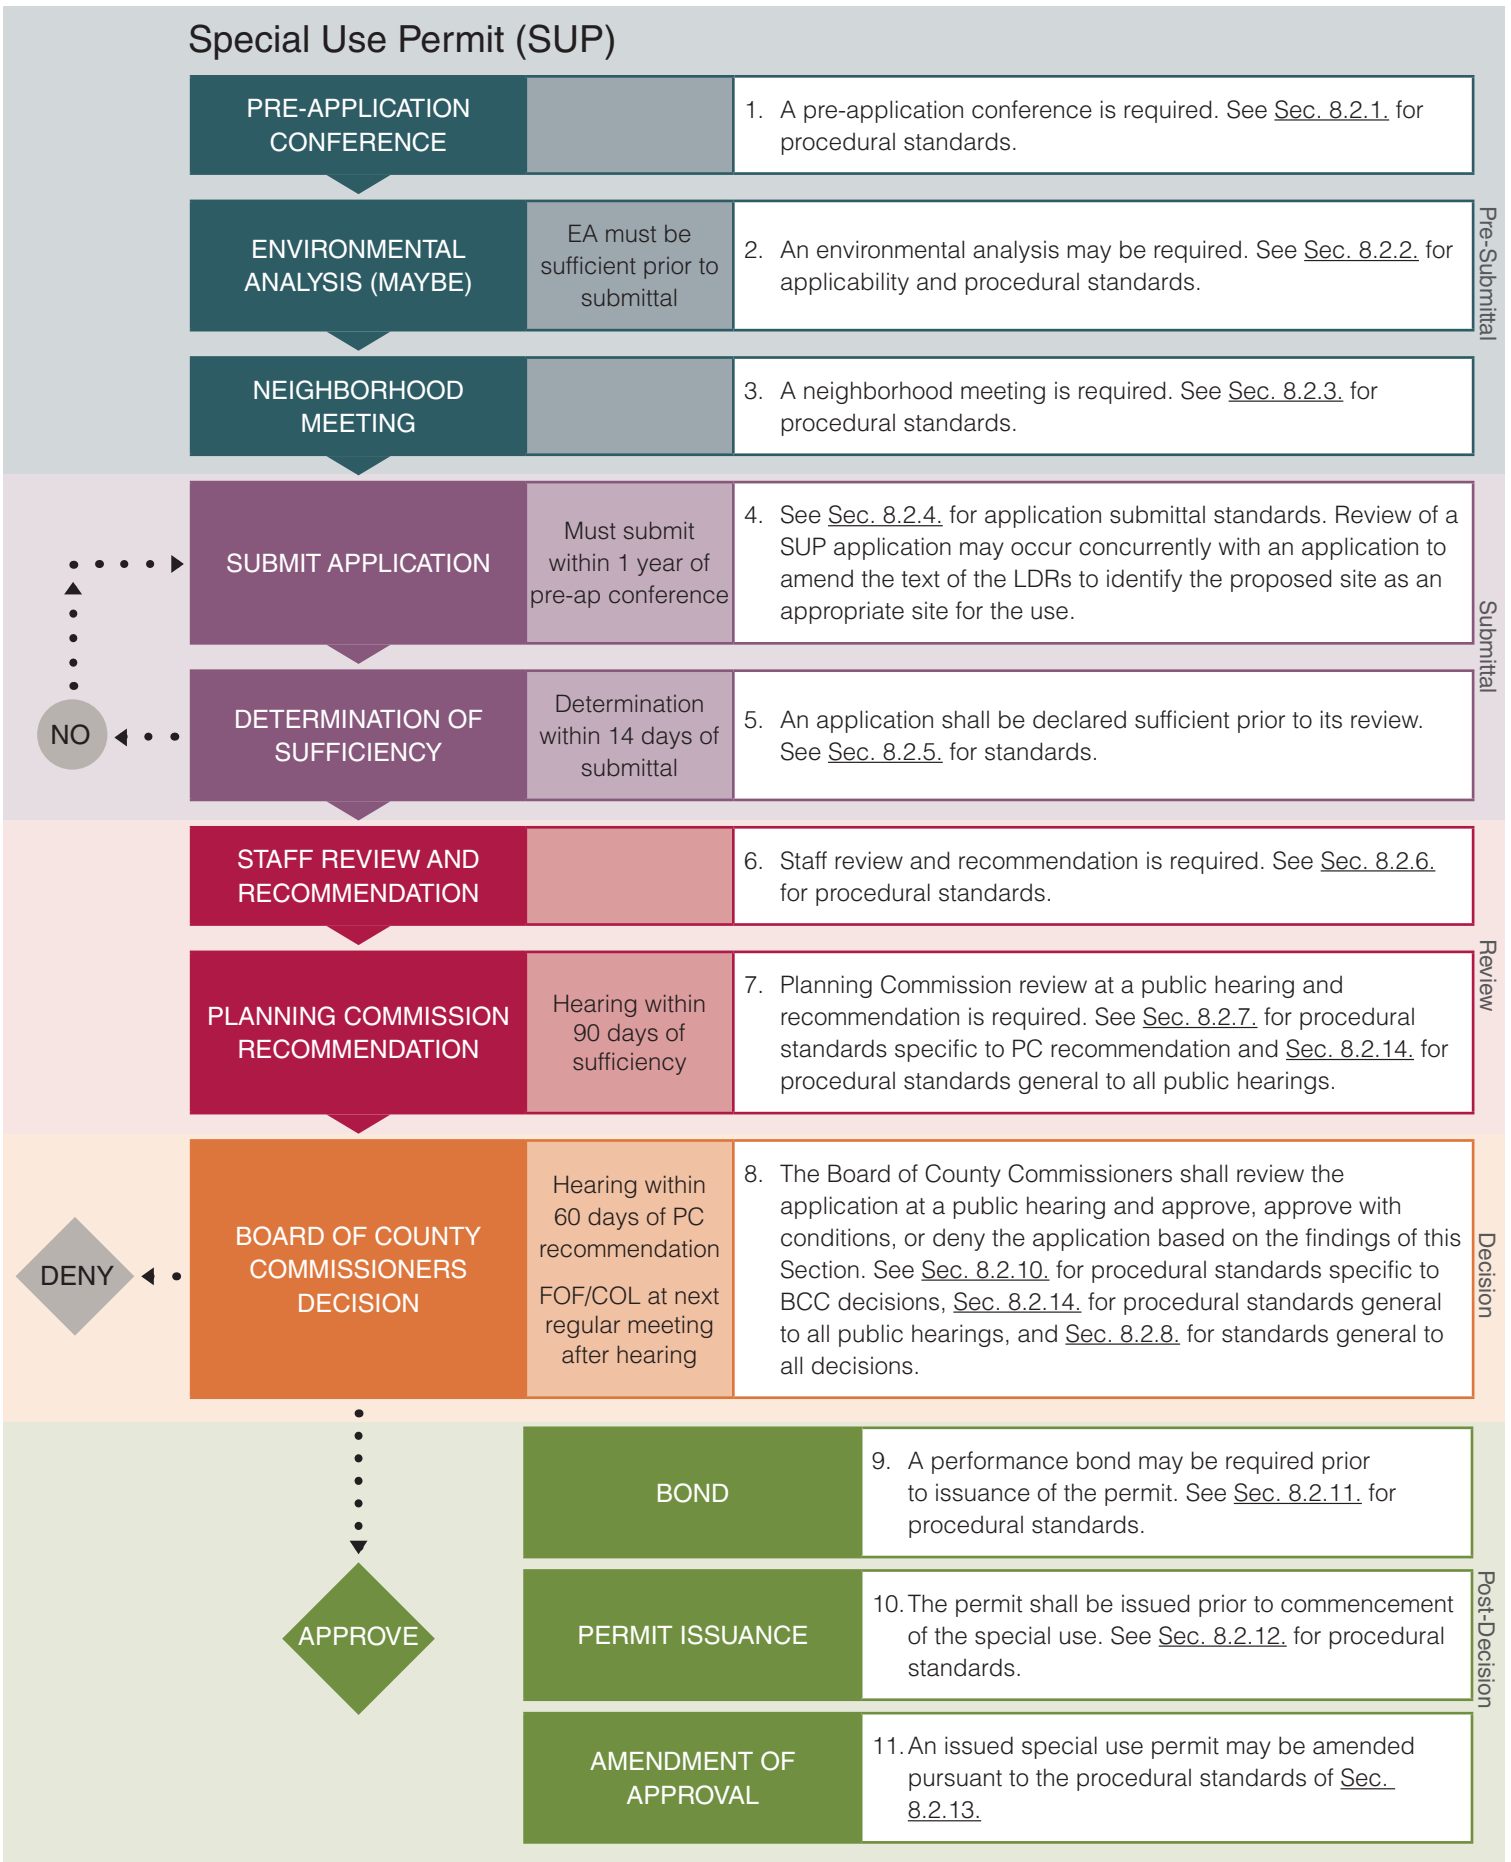 Special Use Permit (SUP)
PRE-APPLICATION
CONFERENCE
1. A pre-application conference is required. See Sec. 8.2.1. for
procedural standards.
ENVIRONMENTAL
ANALYSIS (MAYBE)
EA must be
sufficient prior to
submittal
2. An environmental analysis may be required. See Sec. 8.2.2. for
applicability and procedural standards.
NEIGHBORHOOD
MEETING
3. A neighborhood meeting is required. See Sec. 8.2.3. for
procedural standards.
Pre-Submittal
SUBMIT APPLICATION
Must submit
within 1 year of
pre-ap conference
4. See Sec. 8.2.4. for application submittal standards. Review of a
SUP application may occur concurrently with an application to
amend the text of the LDRs to identify the proposed site as an
appropriate site for the use.
NO
DETERMINATION OF
SUFFICIENCY
Determination
within 14 days of
submittal
5. An application shall be declared sufficient prior to its review.
See Sec. 8.2.5. for standards.
Submittal
STAFF REVIEW AND
RECOMMENDATION
6. Staff review and recommendation is required. See Sec. 8.2.6.
for procedural standards.
PLANNING COMMISSION
RECOMMENDATION
Hearing within
90 days of
sufficiency
7. Planning Commission review at a public hearing and
recommendation is required. See Sec. 8.2.7. for procedural
standards specific to PC recommendation and Sec. 8.2.14. for
procedural standards general to all public hearings.
Review
DENY
BOARD OF COUNTY
COMMISSIONERS
DECISION
Hearing within
60 days of PC
recommendation
FOF/COL at next
regular meeting
after hearing
8. The Board of County Commissioners shall review the
application at a public hearing and approve, approve with
conditions, or deny the application based on the findings of this
Section. See Sec. 8.2.10. for procedural standards specific to
BCC decisions, Sec. 8.2.14. for procedural standards general
to all public hearings, and Sec. 8.2.8. for standards general to
all decisions.
Decision
APPROVE
BOND
9. A performance bond may be required prior
to issuance of the permit. See Sec. 8.2.11. for
procedural standards.
PERMIT ISSUANCE
10. The permit shall be issued prior to commencement
of the special use. See Sec. 8.2.12. for procedural
standards.
AMENDMENT OF
APPROVAL
11. An issued special use permit may be amended
pursuant to the procedural standards of Sec.
8.2.13.
Post-Decision